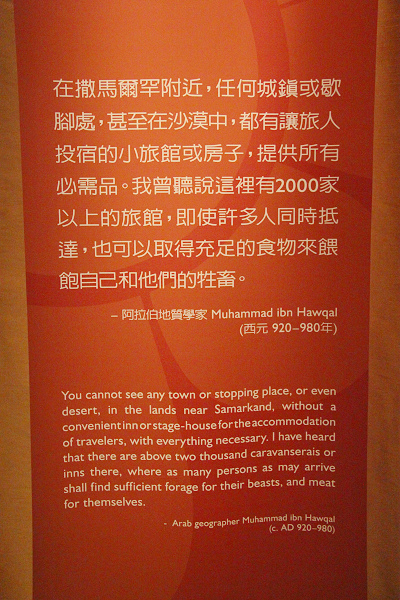 在撒馬爾罕附近，任何城鎮或歇
腳處，甚至在沙漠中，都有讓旅人
投宿的小旅館或房子，提供所有
必需品。我曾聽說這裡有2000家
以上的旅館，即使許多人同時抵
達，也可以取得充足的食物來餵
飽自己和他們的牲畜。
– 阿拉伯地質學家 Muhammad ibn Hawqal
(西元 920–980年)
You cannot see any town or stopping place, or even
desert, in the lands near Samarkand, without a
convenient inn or stage-house for the accommodation
of travelers, with everything necessary. I have heard
that there are above two thousand caravanserais or
inns there, where as many persons as may arrive
shall find sufficient forage for their beasts, and meat
for themselves.
- Arab geographer Muhammad ibn Hawqal
(c. AD 920–980)